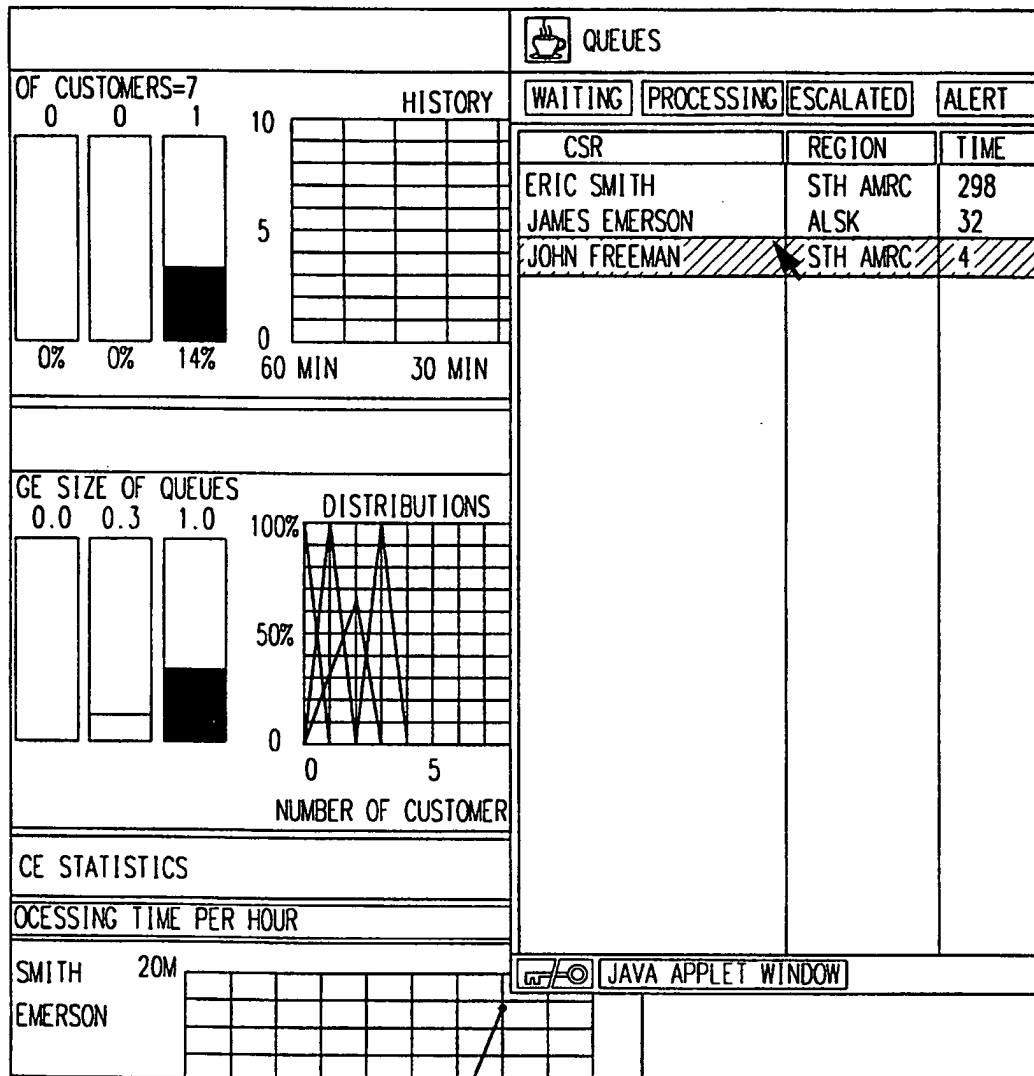 OF CUSTOMERS=7
0 0 1
0% 0% 14%
HISTORY
10
5
0
60 MIN 30 MIN
GE SIZE OF QUEUES
0.0 0.3 1.0
DISTRIBUTIONS
100%
50%
0
0 5
NUMBER OF CUSTOMER
CE STATISTICS
OCESSING TIME PER HOUR
SMITH
EMERSON
20M
QUEUES
WAITING PROCESSING ESCALATED ALERT
CSR REGION TIME
ERIC SMITH STH AMRC 298
JAMES EMERSON ALSK 32
JOHN FREEMAN STH AMRC 4
JAVA APPLET WINDOW